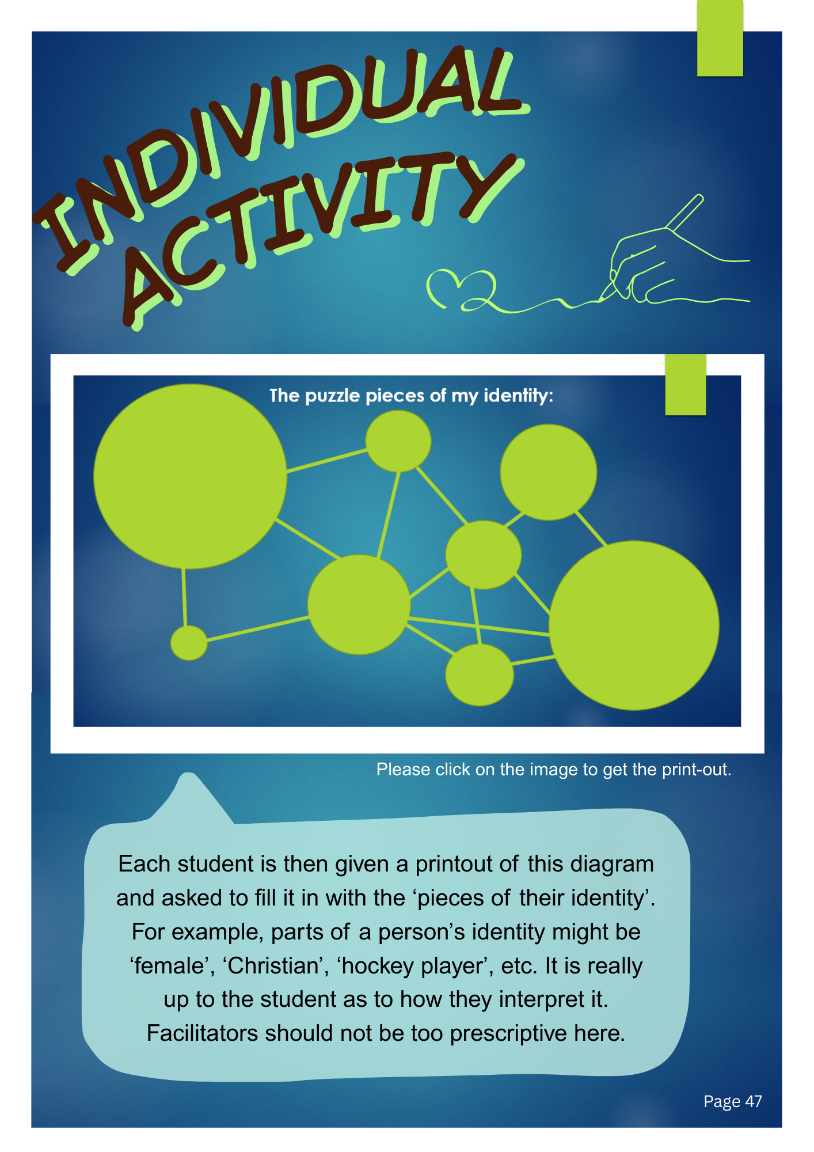 INDIVIDUAL
ACTIVITY
The puzzle pieces of my identity:
Please click on the image to get the print-out.
Each student is then given a printout of this diagram
and asked to fill it in with the ‘pieces of their identity’.
For example, parts of a person’s identity might be
‘female’, ‘Christian’, ‘hockey player’, etc. It is really
up to the student as to how they interpret it.
Facilitators should not be too prescriptive here.
Page 47